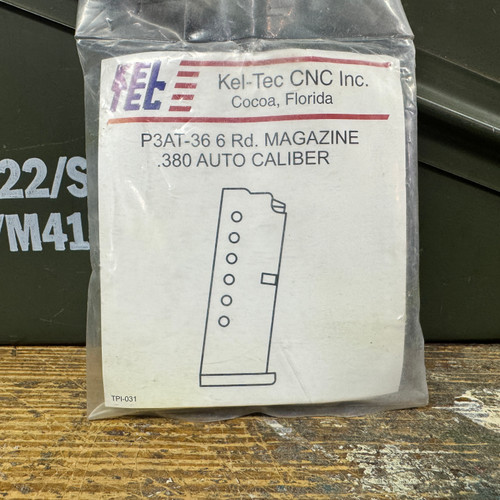 KEL
TEC
Kel-Tec CNC Inc.
Cocoa, Florida
P3AT-36 6 Rd. MAGAZINE
.380 AUTO CALIBER
22/S
/M41
TPI-031